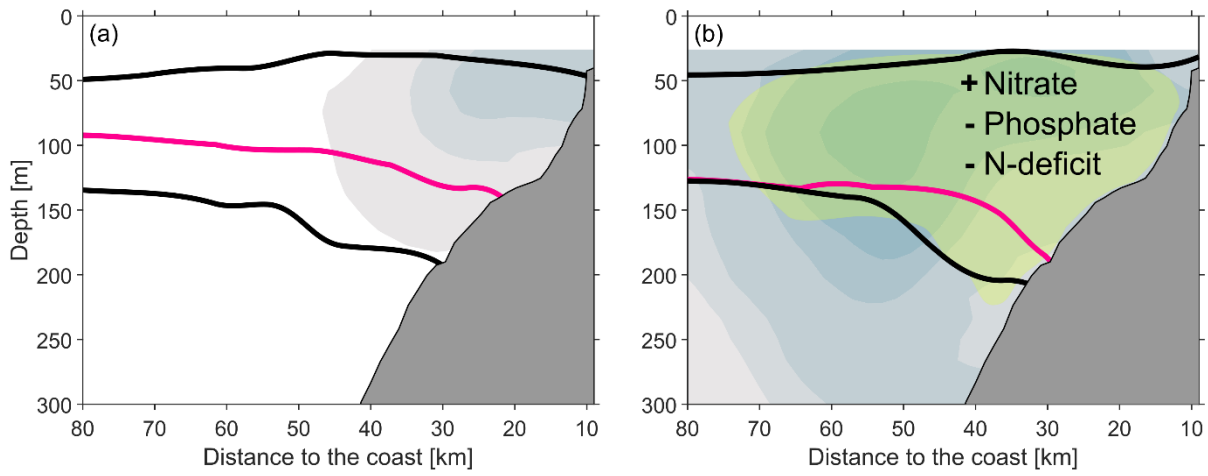 (a)
0
50
100
150
200
250
300
Depth [m]
80 70 60 50 40 30 20 10
Distance to the coast [km]
(b)
+ Nitrate
- Phosphate
- N-deficit
0
50
100
150
200
250
300
80 70 60 50 40 30 20 10
Distance to the coast [km]